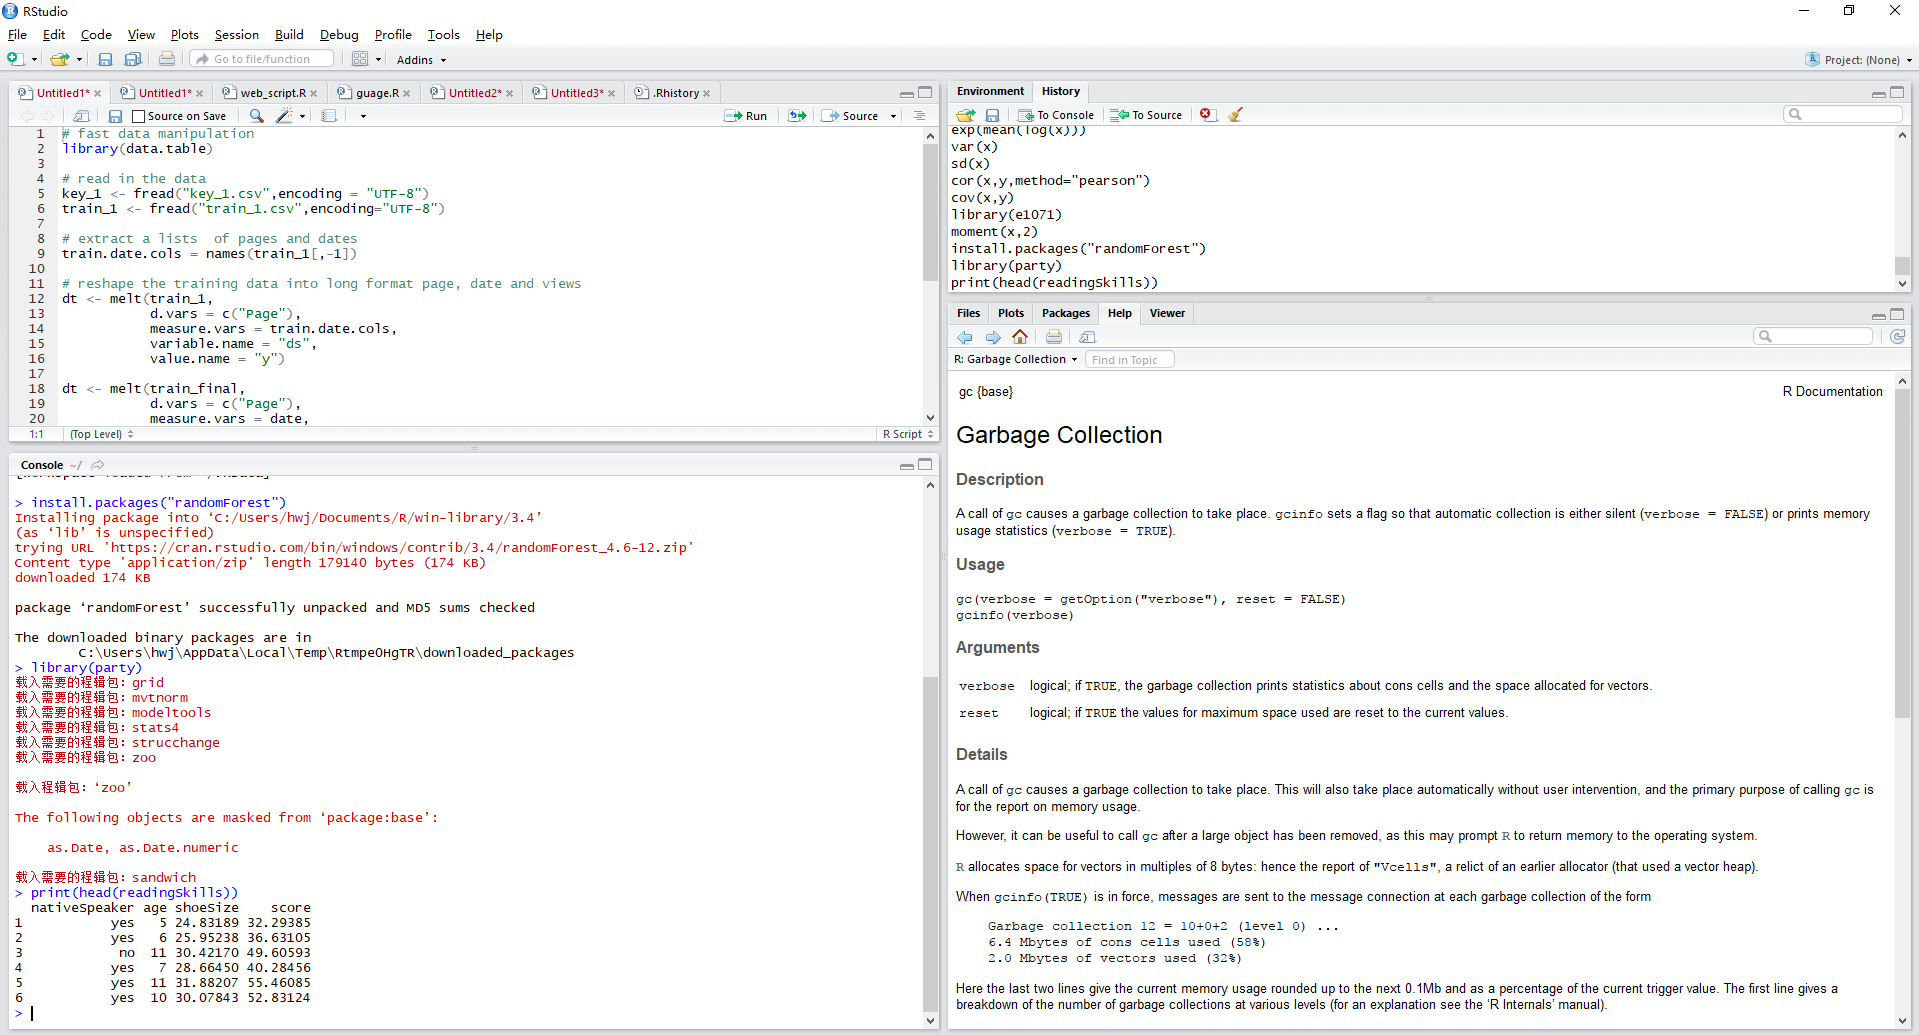 RStudio
File Edit Code View Plots Session Build Debug Profile Tools Help
Go to file/function Addins Project: (None)
Untitled1* Untitled1* web_script.R guage.R Untitled2* Untitled3* .Rhistory
Source on Save Run Source
1 # fast data manipulation
2 library(data.table)
3
4 # read in the data
5 key_1 <- fread("key_1.csv",encoding = "UTF-8")
6 train_1 <- fread("train_1.csv",encoding="UTF-8")
7
8 # extract a lists  of pages and dates
9 train.date.cols = names(train_1[,-1])
10
11 # reshape the training data into long format page, date and views
12 dt <- melt(train_1,
13 d.vars = c("Page"),
14 measure.vars = train.date.cols,
15 variable.name = "ds",
16 value.name = "y")
17
18 dt <- melt(train_final,
19 d.vars = c("Page"),
20 measure.vars = date,
1:1 (Top Level) R Script
Console ~/
> install.packages("randomForest")
Installing package into ‘C:/Users/hwj/Documents/R/win-library/3.4’
(as ‘lib’ is unspecified)
trying URL 'https://cran.rstudio.com/bin/windows/contrib/3.4/randomForest_4.6-12.zip'
Content type 'application/zip' length 179140 bytes (174 KB)
downloaded 174 KB
package ‘randomForest’ successfully unpacked and MD5 sums checked
The downloaded binary packages are in
C:\Users\hwj\AppData\Local\Temp\RtmpeOHgTR\downloaded_packages
> library(party)
载入需要的程辑包：grid
载入需要的程辑包：mvtnorm
载入需要的程辑包：modeltools
载入需要的程辑包：stats4
载入需要的程辑包：strucchange
载入需要的程辑包：zoo
载入程辑包：‘zoo’
The following objects are masked from ‘package:base’:
as.Date, as.Date.numeric
载入需要的程辑包：sandwich
> print(head(readingSkills))
nativeSpeaker age shoeSize score
1 yes 5 24.83189 32.29385
2 yes 6 25.95238 36.63105
3 no 11 30.42170 49.60593
4 yes 7 28.66450 40.28456
5 yes 11 31.88207 55.46085
6 yes 10 30.07843 52.83124
>
Environment History
To Console To Source
exp(mean(log(x)))
var(x)
sd(x)
cor(x,y,method="pearson")
cov(x,y)
library(e1071)
moment(x,2)
install.packages("randomForest")
library(party)
print(head(readingSkills))
Files Plots Packages Help Viewer
R: Garbage Collection Find in Topic
gc {base} R Documentation
Garbage Collection
Description
A call of gc causes a garbage collection to take place. gcinfo sets a flag so that automatic collection is either silent (verbose = FALSE) or prints memory
usage statistics (verbose = TRUE).
Usage
gc(verbose = getOption("verbose"), reset = FALSE)
gcinfo(verbose)
Arguments
verbose logical; if TRUE, the garbage collection prints statistics about cons cells and the space allocated for vectors.
reset logical; if TRUE the values for maximum space used are reset to the current values.
Details
A call of gc causes a garbage collection to take place. This will also take place automatically without user intervention, and the primary purpose of calling gc is
for the report on memory usage.
However, it can be useful to call gc after a large object has been removed, as this may prompt R to return memory to the operating system.
R allocates space for vectors in multiples of 8 bytes: hence the report of "Vcells", a relict of an earlier allocator (that used a vector heap).
When gcinfo(TRUE) is in force, messages are sent to the message connection at each garbage collection of the form
Garbage collection 12 = 10+0+2 (level 0) ...
6.4 Mbytes of cons cells used (58%)
2.0 Mbytes of vectors used (32%)
Here the last two lines give the current memory usage rounded up to the next 0.1Mb and as a percentage of the current trigger value. The first line gives a
breakdown of the number of garbage collections at various levels (for an explanation see the ‘R Internals’ manual).